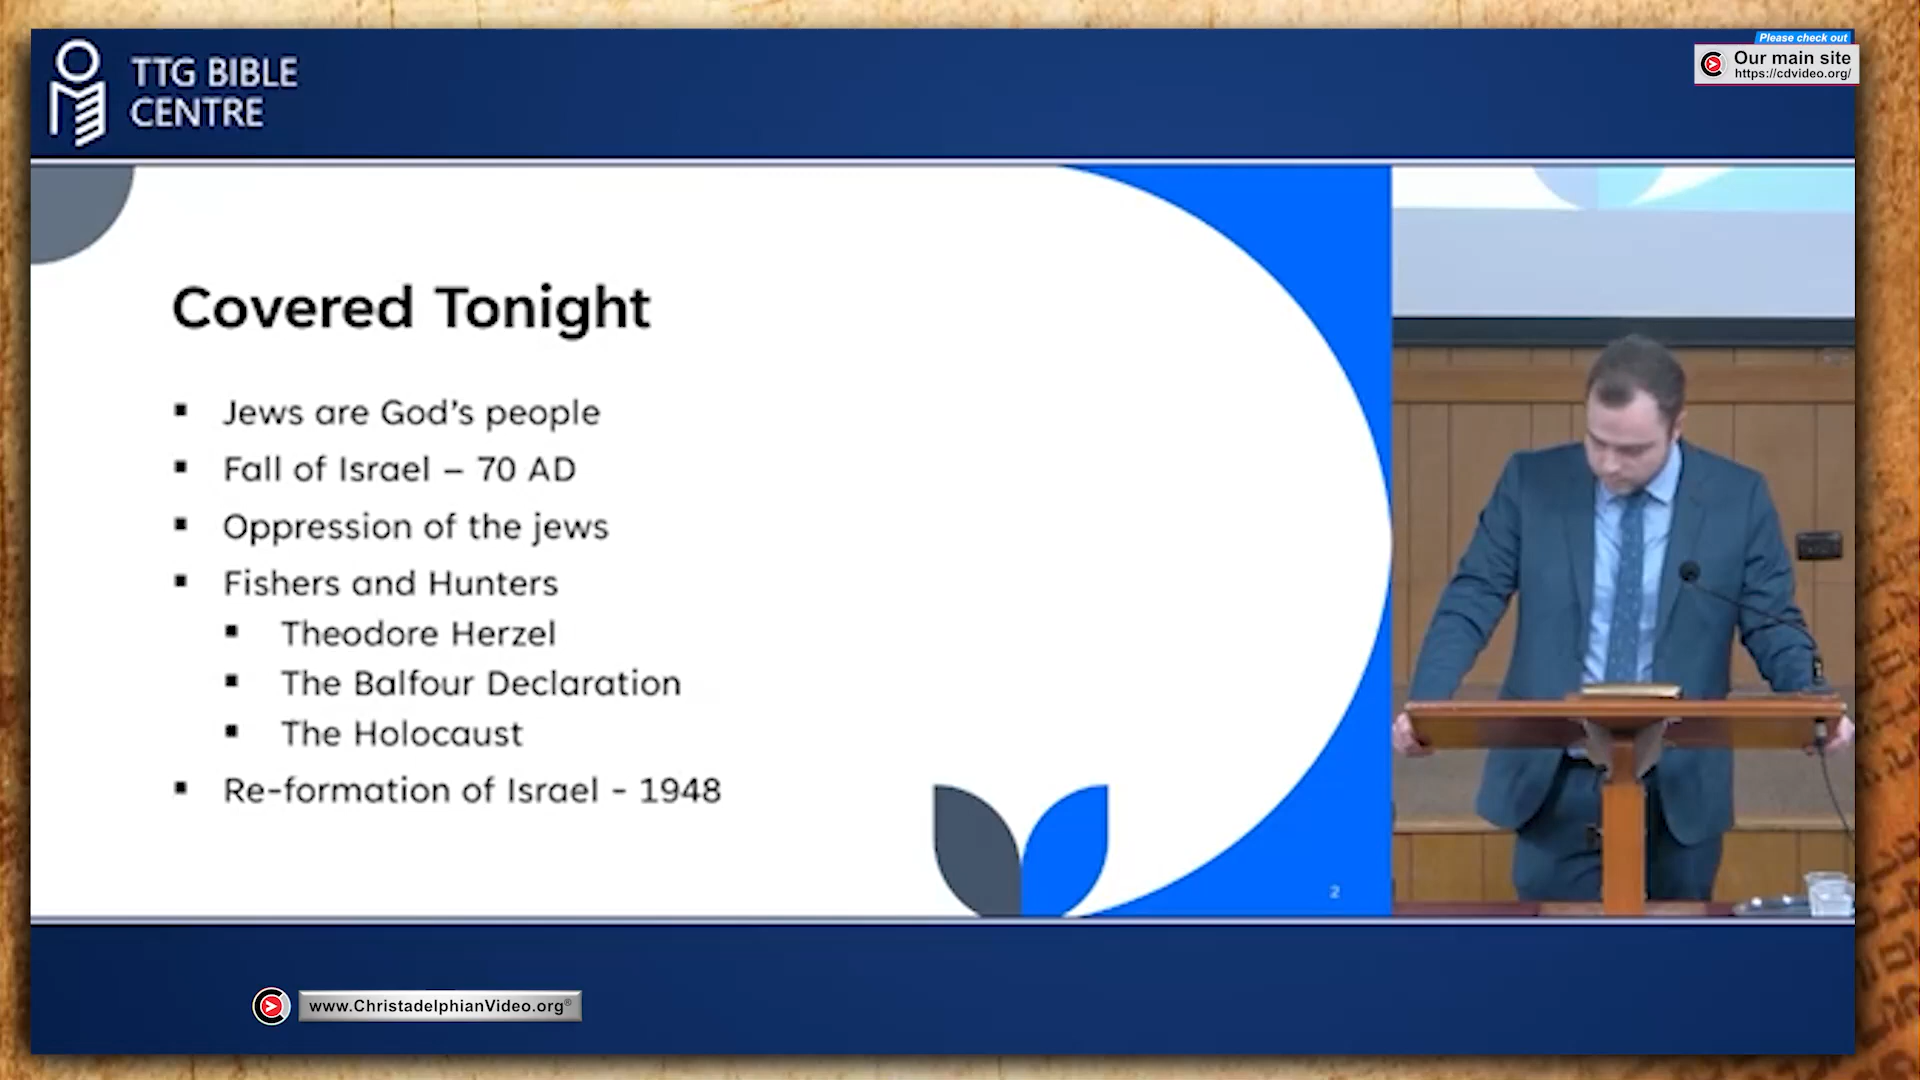 TTG BIBLE
CENTRE
Please check out
Our main site
https://cdvideo.org/
Covered Tonight
▪ Jews are God's people
▪ Fall of Israel – 70 AD
▪ Oppression of the jews
▪ Fishers and Hunters
▪ Theodore Herzel
▪ The Balfour Declaration
▪ The Holocaust
▪ Re-formation of Israel - 1948
2
www.ChristadelphianVideo.org®